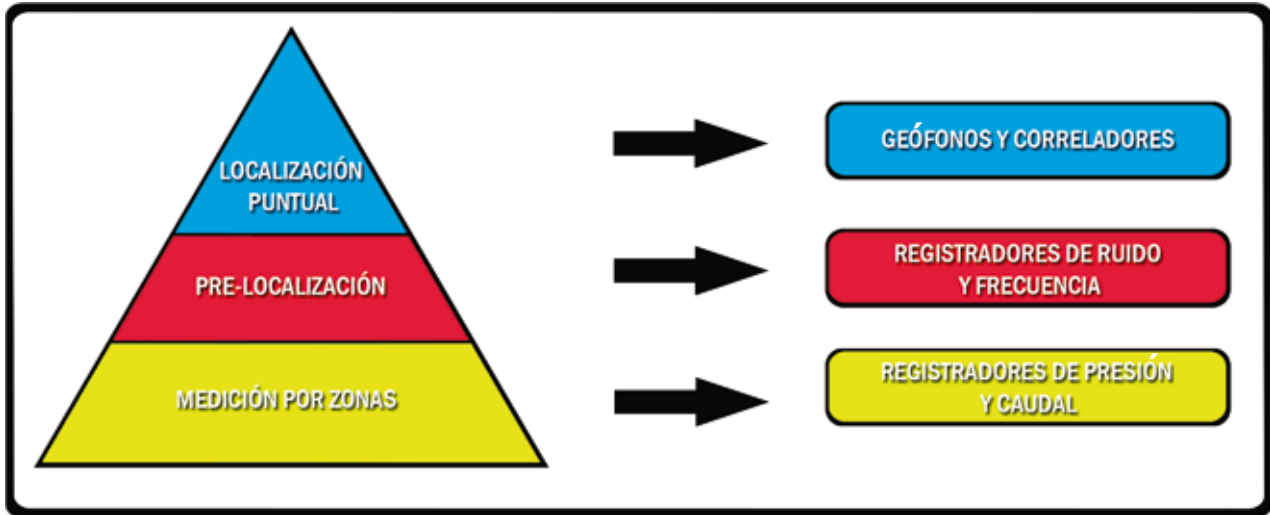 LOCALIZACIÓN
PUNTUAL
GEÓFONOS Y CORRELADORES
PRE-LOCALIZACIÓN
REGISTRADORES DE RUIDO
Y FRECUENCIA
MEDICIÓN POR ZONAS
REGISTRADORES DE PRESIÓN
Y CAUDAL